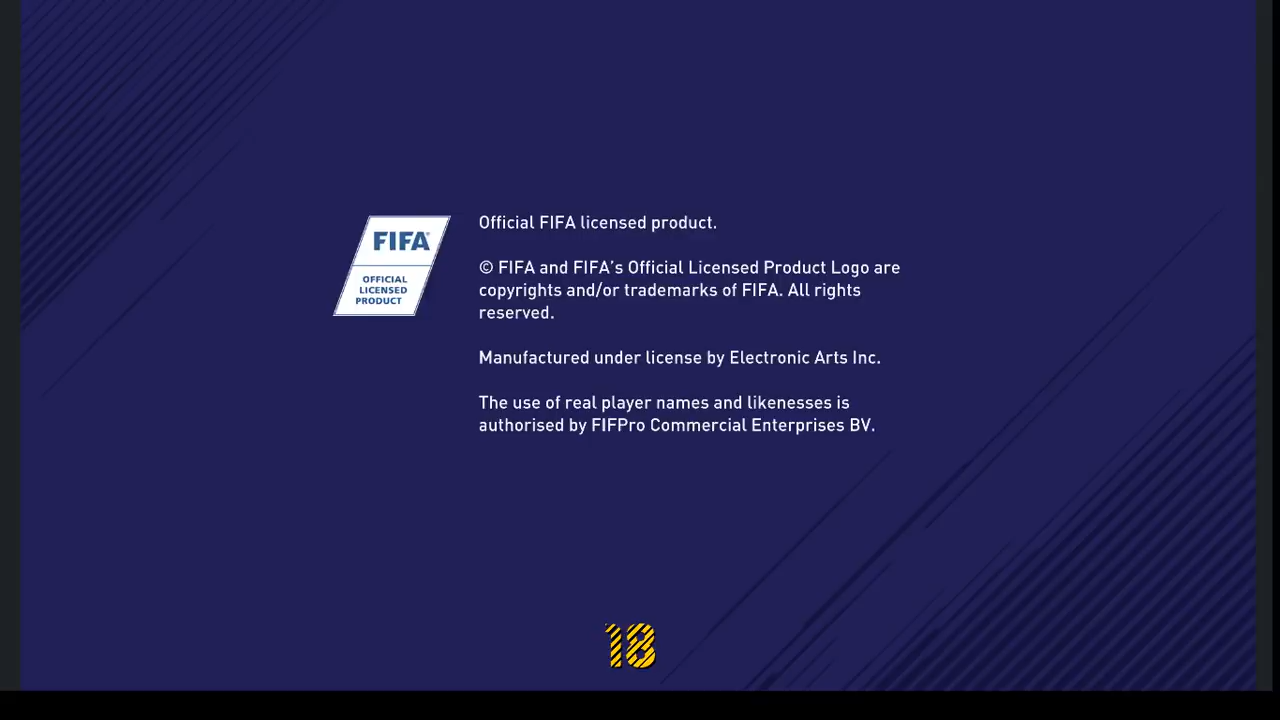 FIFA
OFFICIAL
LICENSED
PRODUCT
Official FIFA licensed product.
© FIFA and FIFA's Official Licensed Product Logo are
copyrights and/or trademarks of FIFA. All rights
reserved.
Manufactured under license by Electronic Arts Inc.
The use of real player names and likenesses is
authorised by FIFPro Commercial Enterprises BV.
18